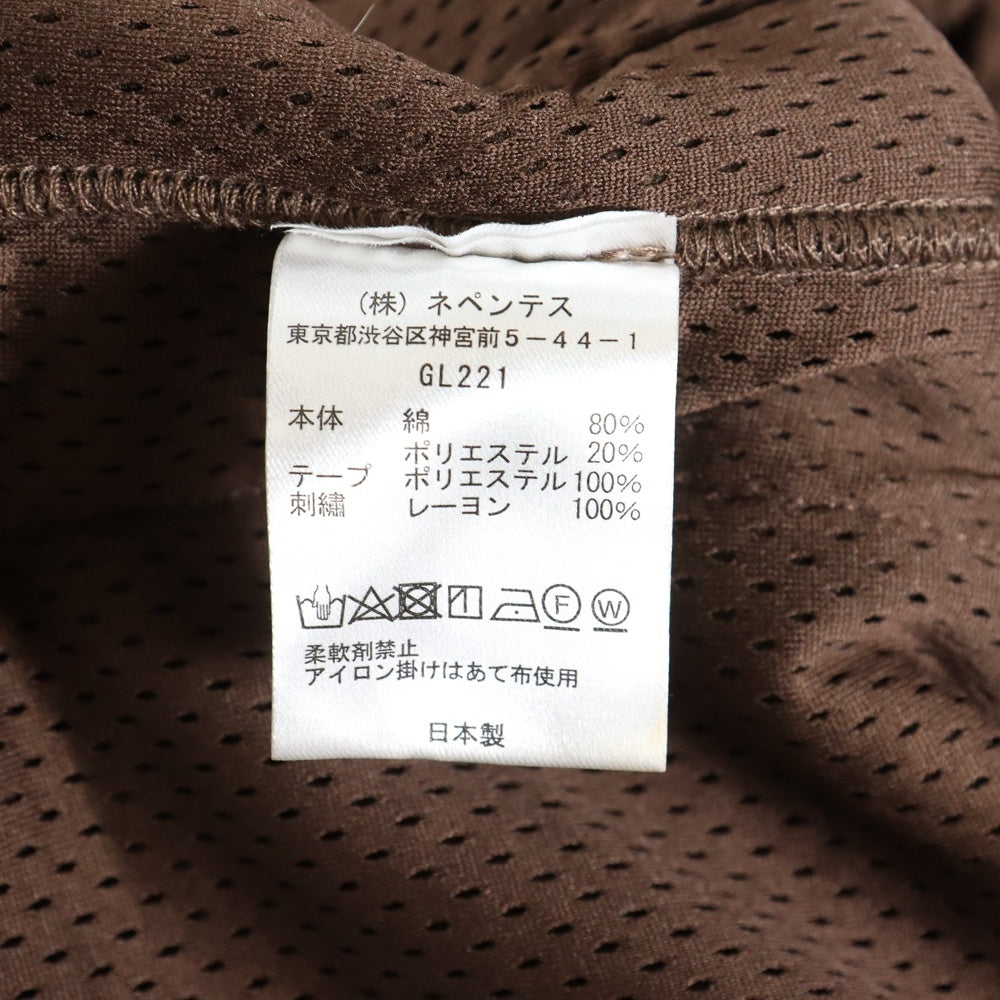 (株)ネペンテス
東京都渋谷区神宮前5-44-1
GL221
本体 綿 80%
ポリエステル 20%
テープ ポリエステル 100%
刺繍 レーヨン 100%
F W
柔軟剤禁止
アイロン掛けはあて布使用
日本製